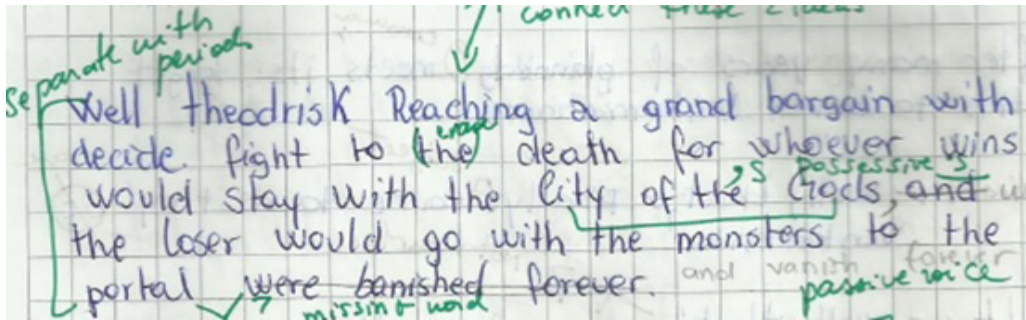 connect these 2 ideas
separate with
periods
Well theodrisk Reaching a grand bargain with
erase
decide fight to (the) death for whoever wins
's possessive 's
would stay with the City of the Gods, and
the loser would go with the monsters to the
and vanish forever
portal were banished forever.
passive voice
missing word